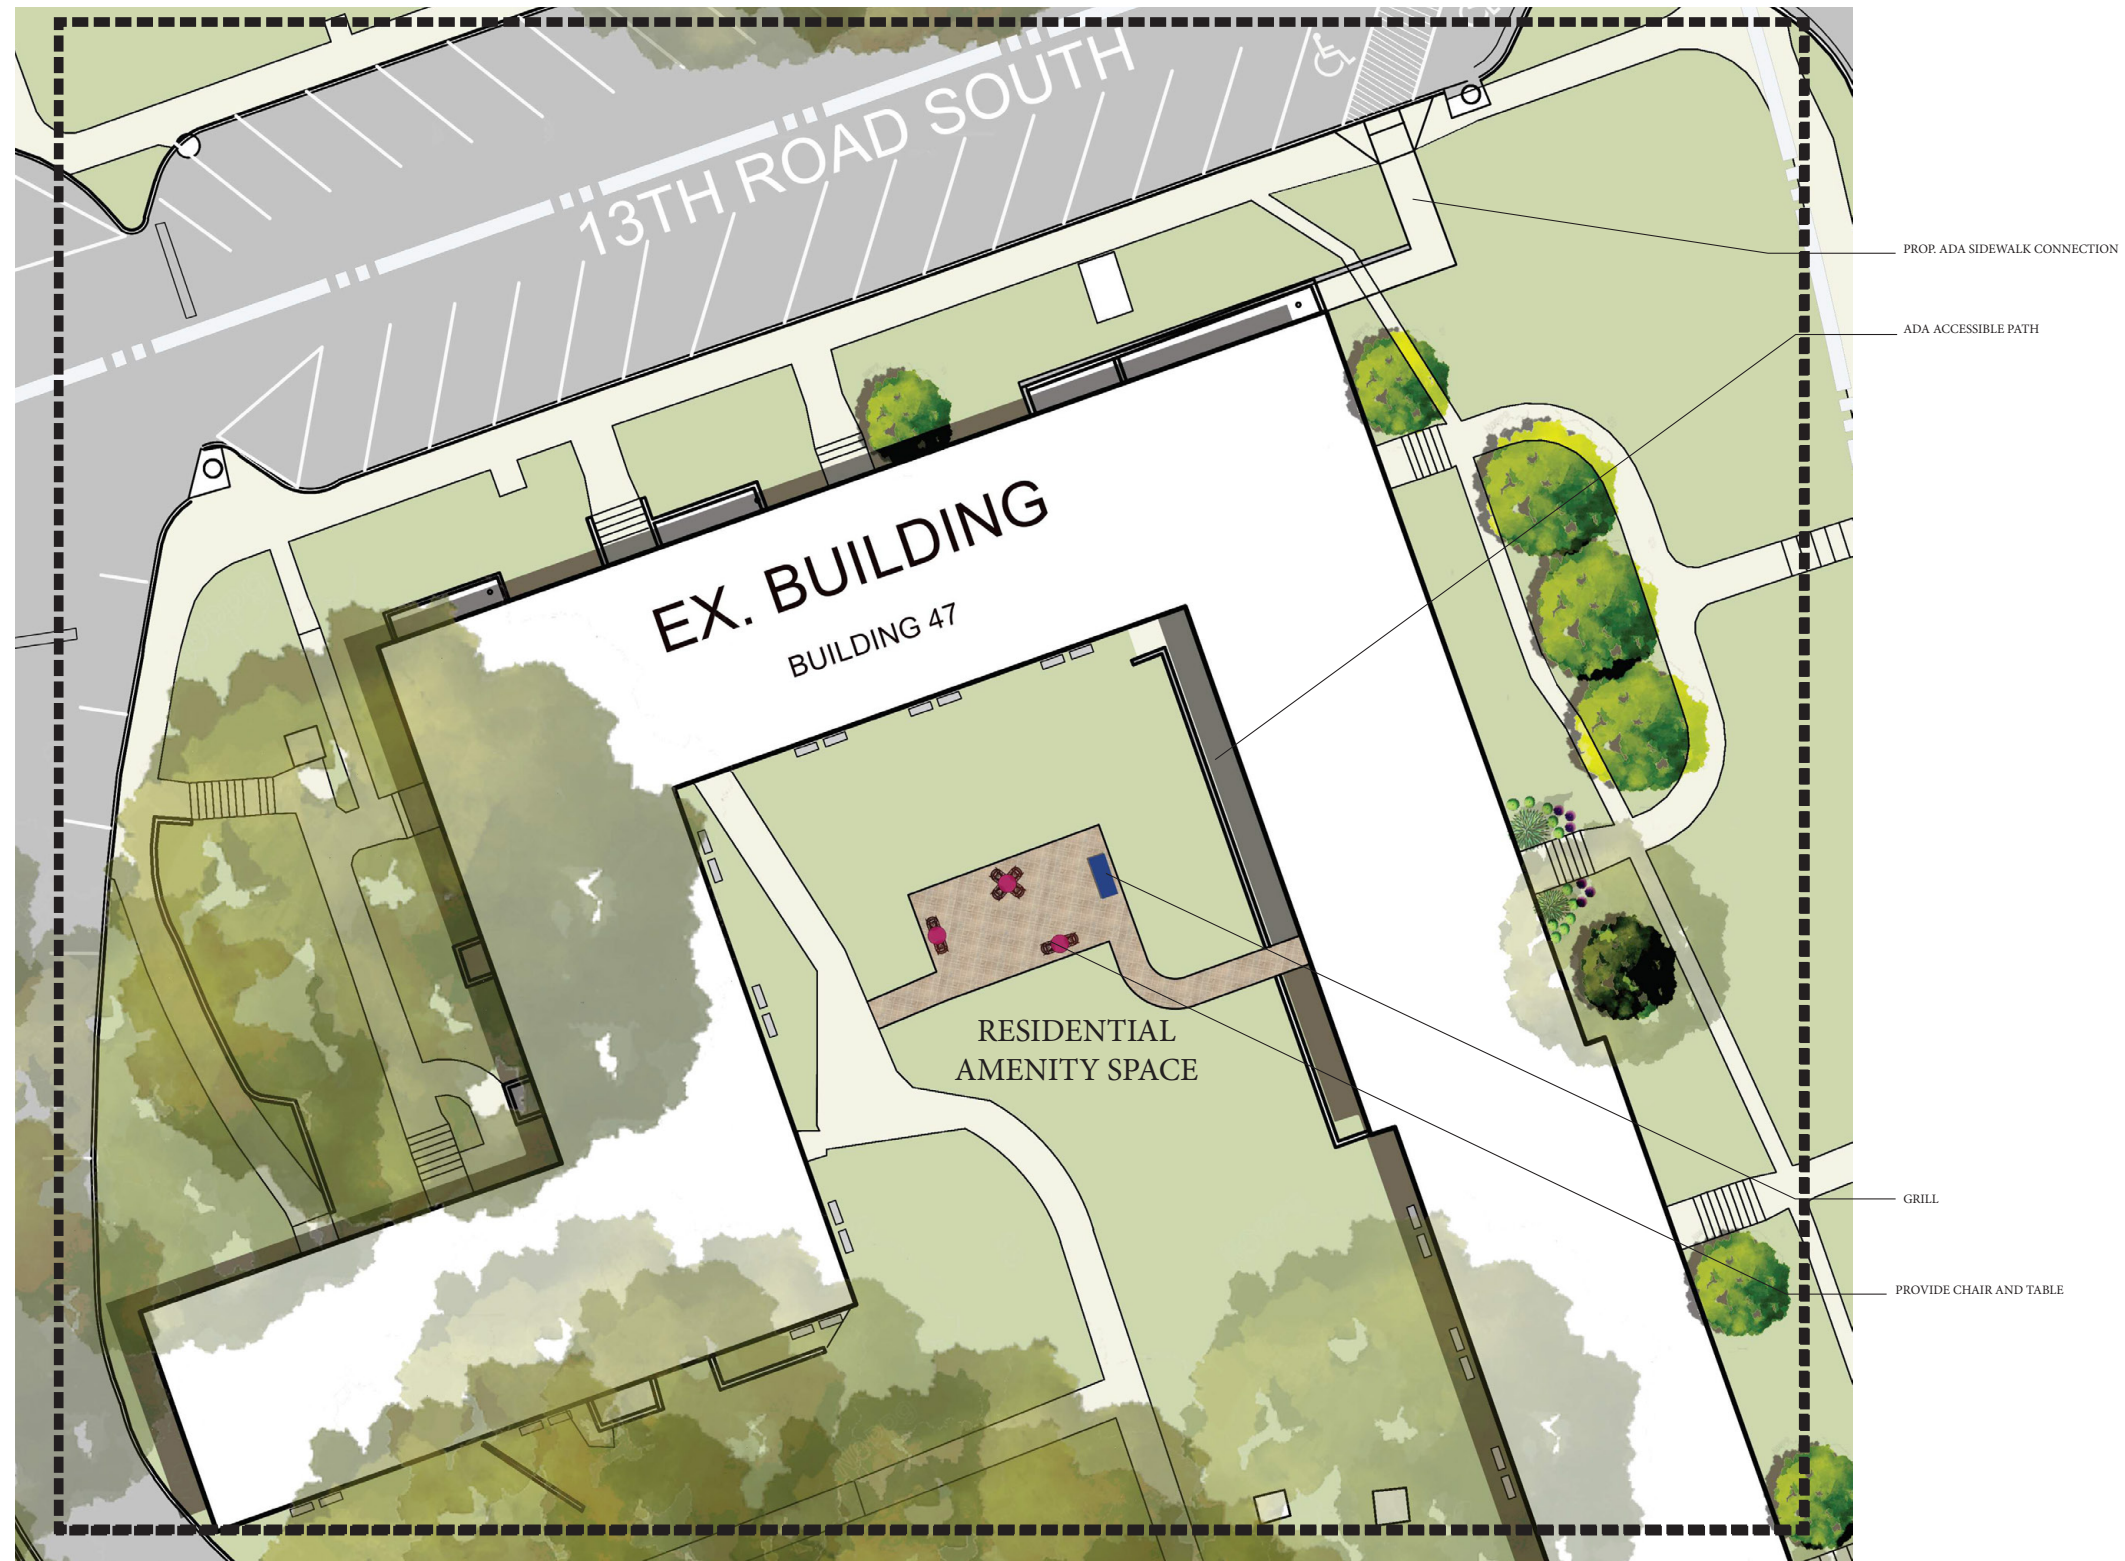 13TH ROAD SOUTH
PROP. ADA SIDEWALK CONNECTION
ADA ACCESSIBLE PATH
EX. BUILDING
BUILDING 47
RESIDENTIAL
AMENITY SPACE
GRILL
PROVIDE CHAIR AND TABLE